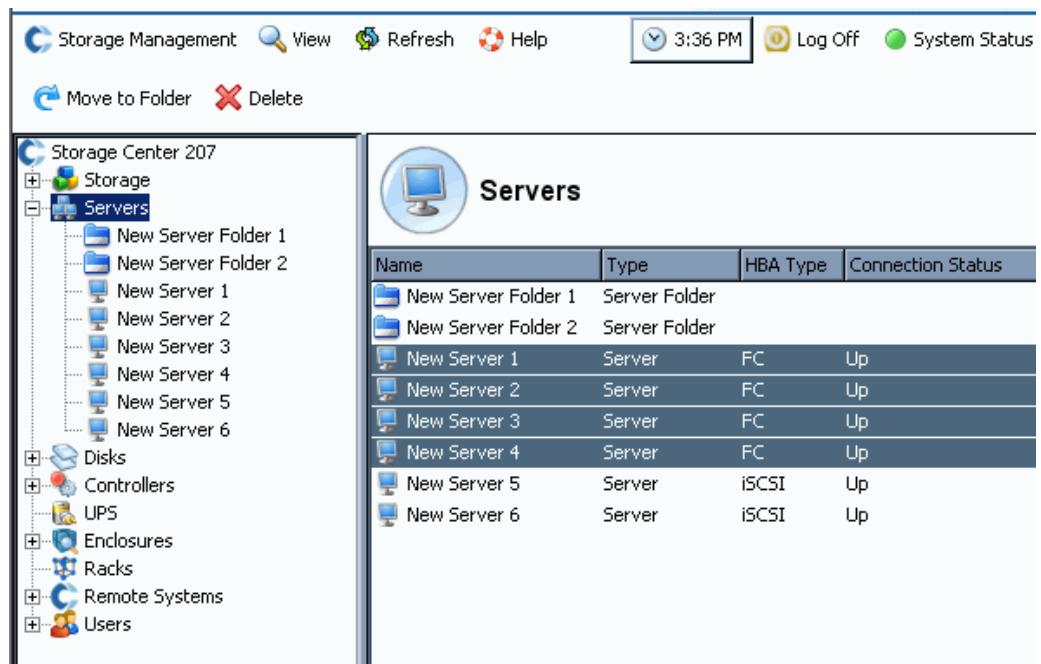 Storage Management View Refresh Help 3:36 PM Log Off System Status
Move to Folder Delete
Storage Center 207
Storage
Servers
New Server Folder 1
New Server Folder 2
New Server 1
New Server 2
New Server 3
New Server 4
New Server 5
New Server 6
Disks
Controllers
UPS
Enclosures
Racks
Remote Systems
Users
Servers
Name Type HBA Type Connection Status
New Server Folder 1 Server Folder
New Server Folder 2 Server Folder
New Server 1 Server FC Up
New Server 2 Server FC Up
New Server 3 Server FC Up
New Server 4 Server FC Up
New Server 5 Server iSCSI Up
New Server 6 Server iSCSI Up